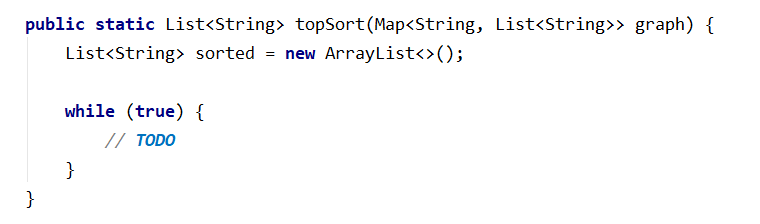 public static List<String> topSort(Map<String, List<String>> graph) {
    List<String> sorted = new ArrayList<>();
    while (true) {
        // TODO
    }
}